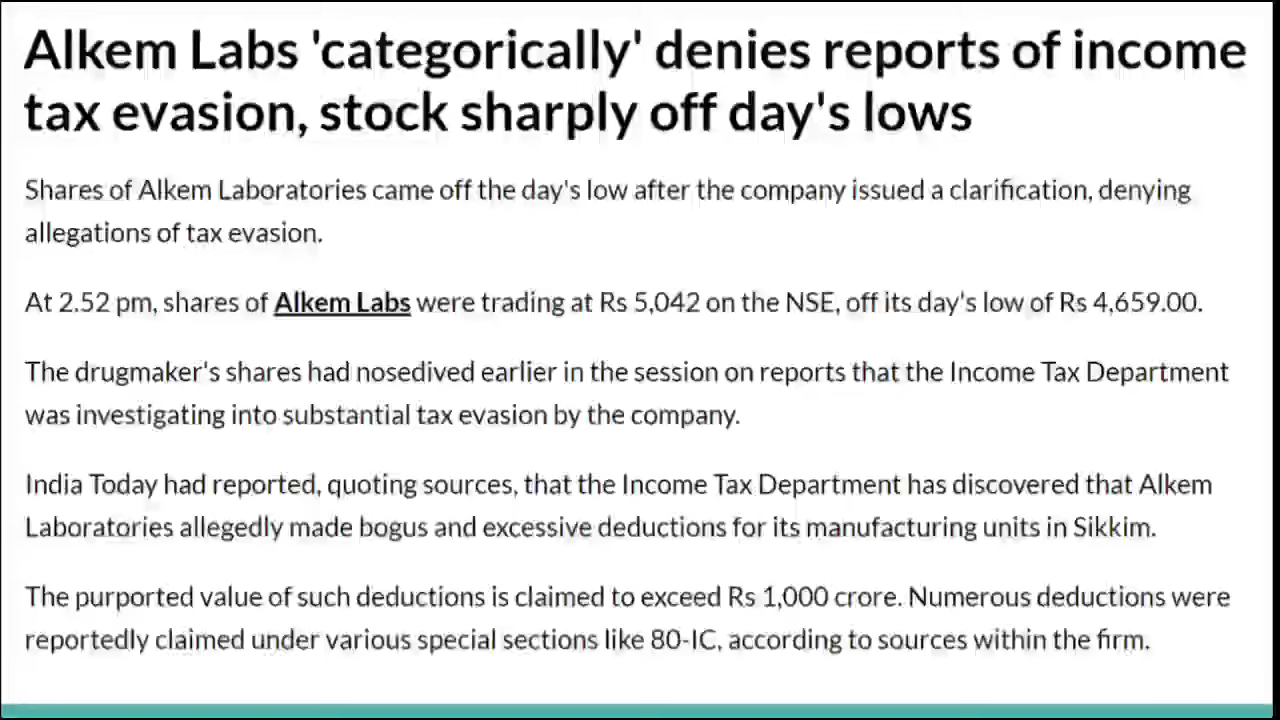 Alkem Labs 'categorically' denies reports of income
tax evasion, stock sharply off day's lows
Shares of Alkem Laboratories came off the day's low after the company issued a clarification, denying
allegations of tax evasion.
At 2.52 pm, shares of Alkem Labs were trading at Rs 5,042 on the NSE, off its day's low of Rs 4,659.00.
The drugmaker's shares had nosedived earlier in the session on reports that the Income Tax Department
was investigating into substantial tax evasion by the company.
India Today had reported, quoting sources, that the Income Tax Department has discovered that Alkem
Laboratories allegedly made bogus and excessive deductions for its manufacturing units in Sikkim.
The purported value of such deductions is claimed to exceed Rs 1,000 crore. Numerous deductions were
reportedly claimed under various special sections like 80-IC, according to sources within the firm.